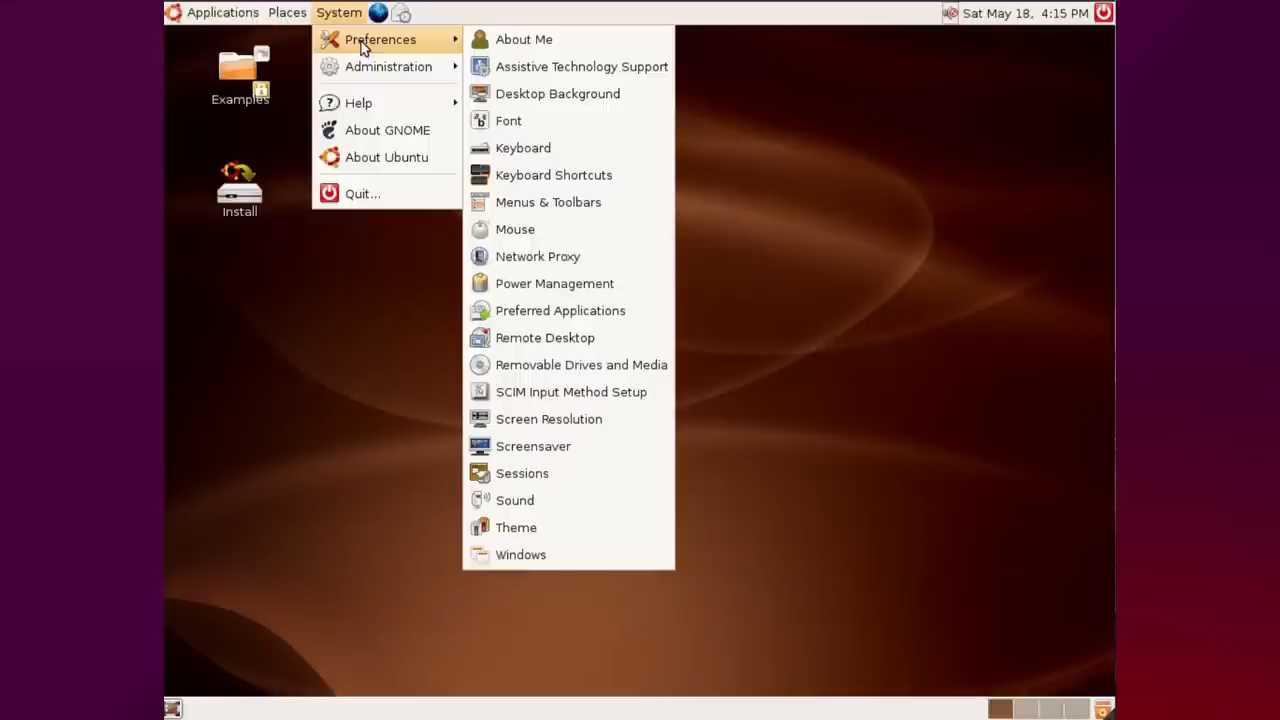 Applications Places System
Sat May 18, 4:15 PM
Examples
Install
Preferences
Administration
Help
About GNOME
About Ubuntu
Quit...
About Me
Assistive Technology Support
Desktop Background
Font
Keyboard
Keyboard Shortcuts
Menus & Toolbars
Mouse
Network Proxy
Power Management
Preferred Applications
Remote Desktop
Removable Drives and Media
SCIM Input Method Setup
Screen Resolution
Screensaver
Sessions
Sound
Theme
Windows